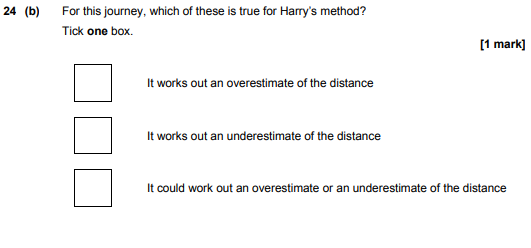 24 (b) For this journey, which of these is true for Harry's method?
Tick one box.
[1 mark]
It works out an overestimate of the distance
It works out an underestimate of the distance
It could work out an overestimate or an underestimate of the distance